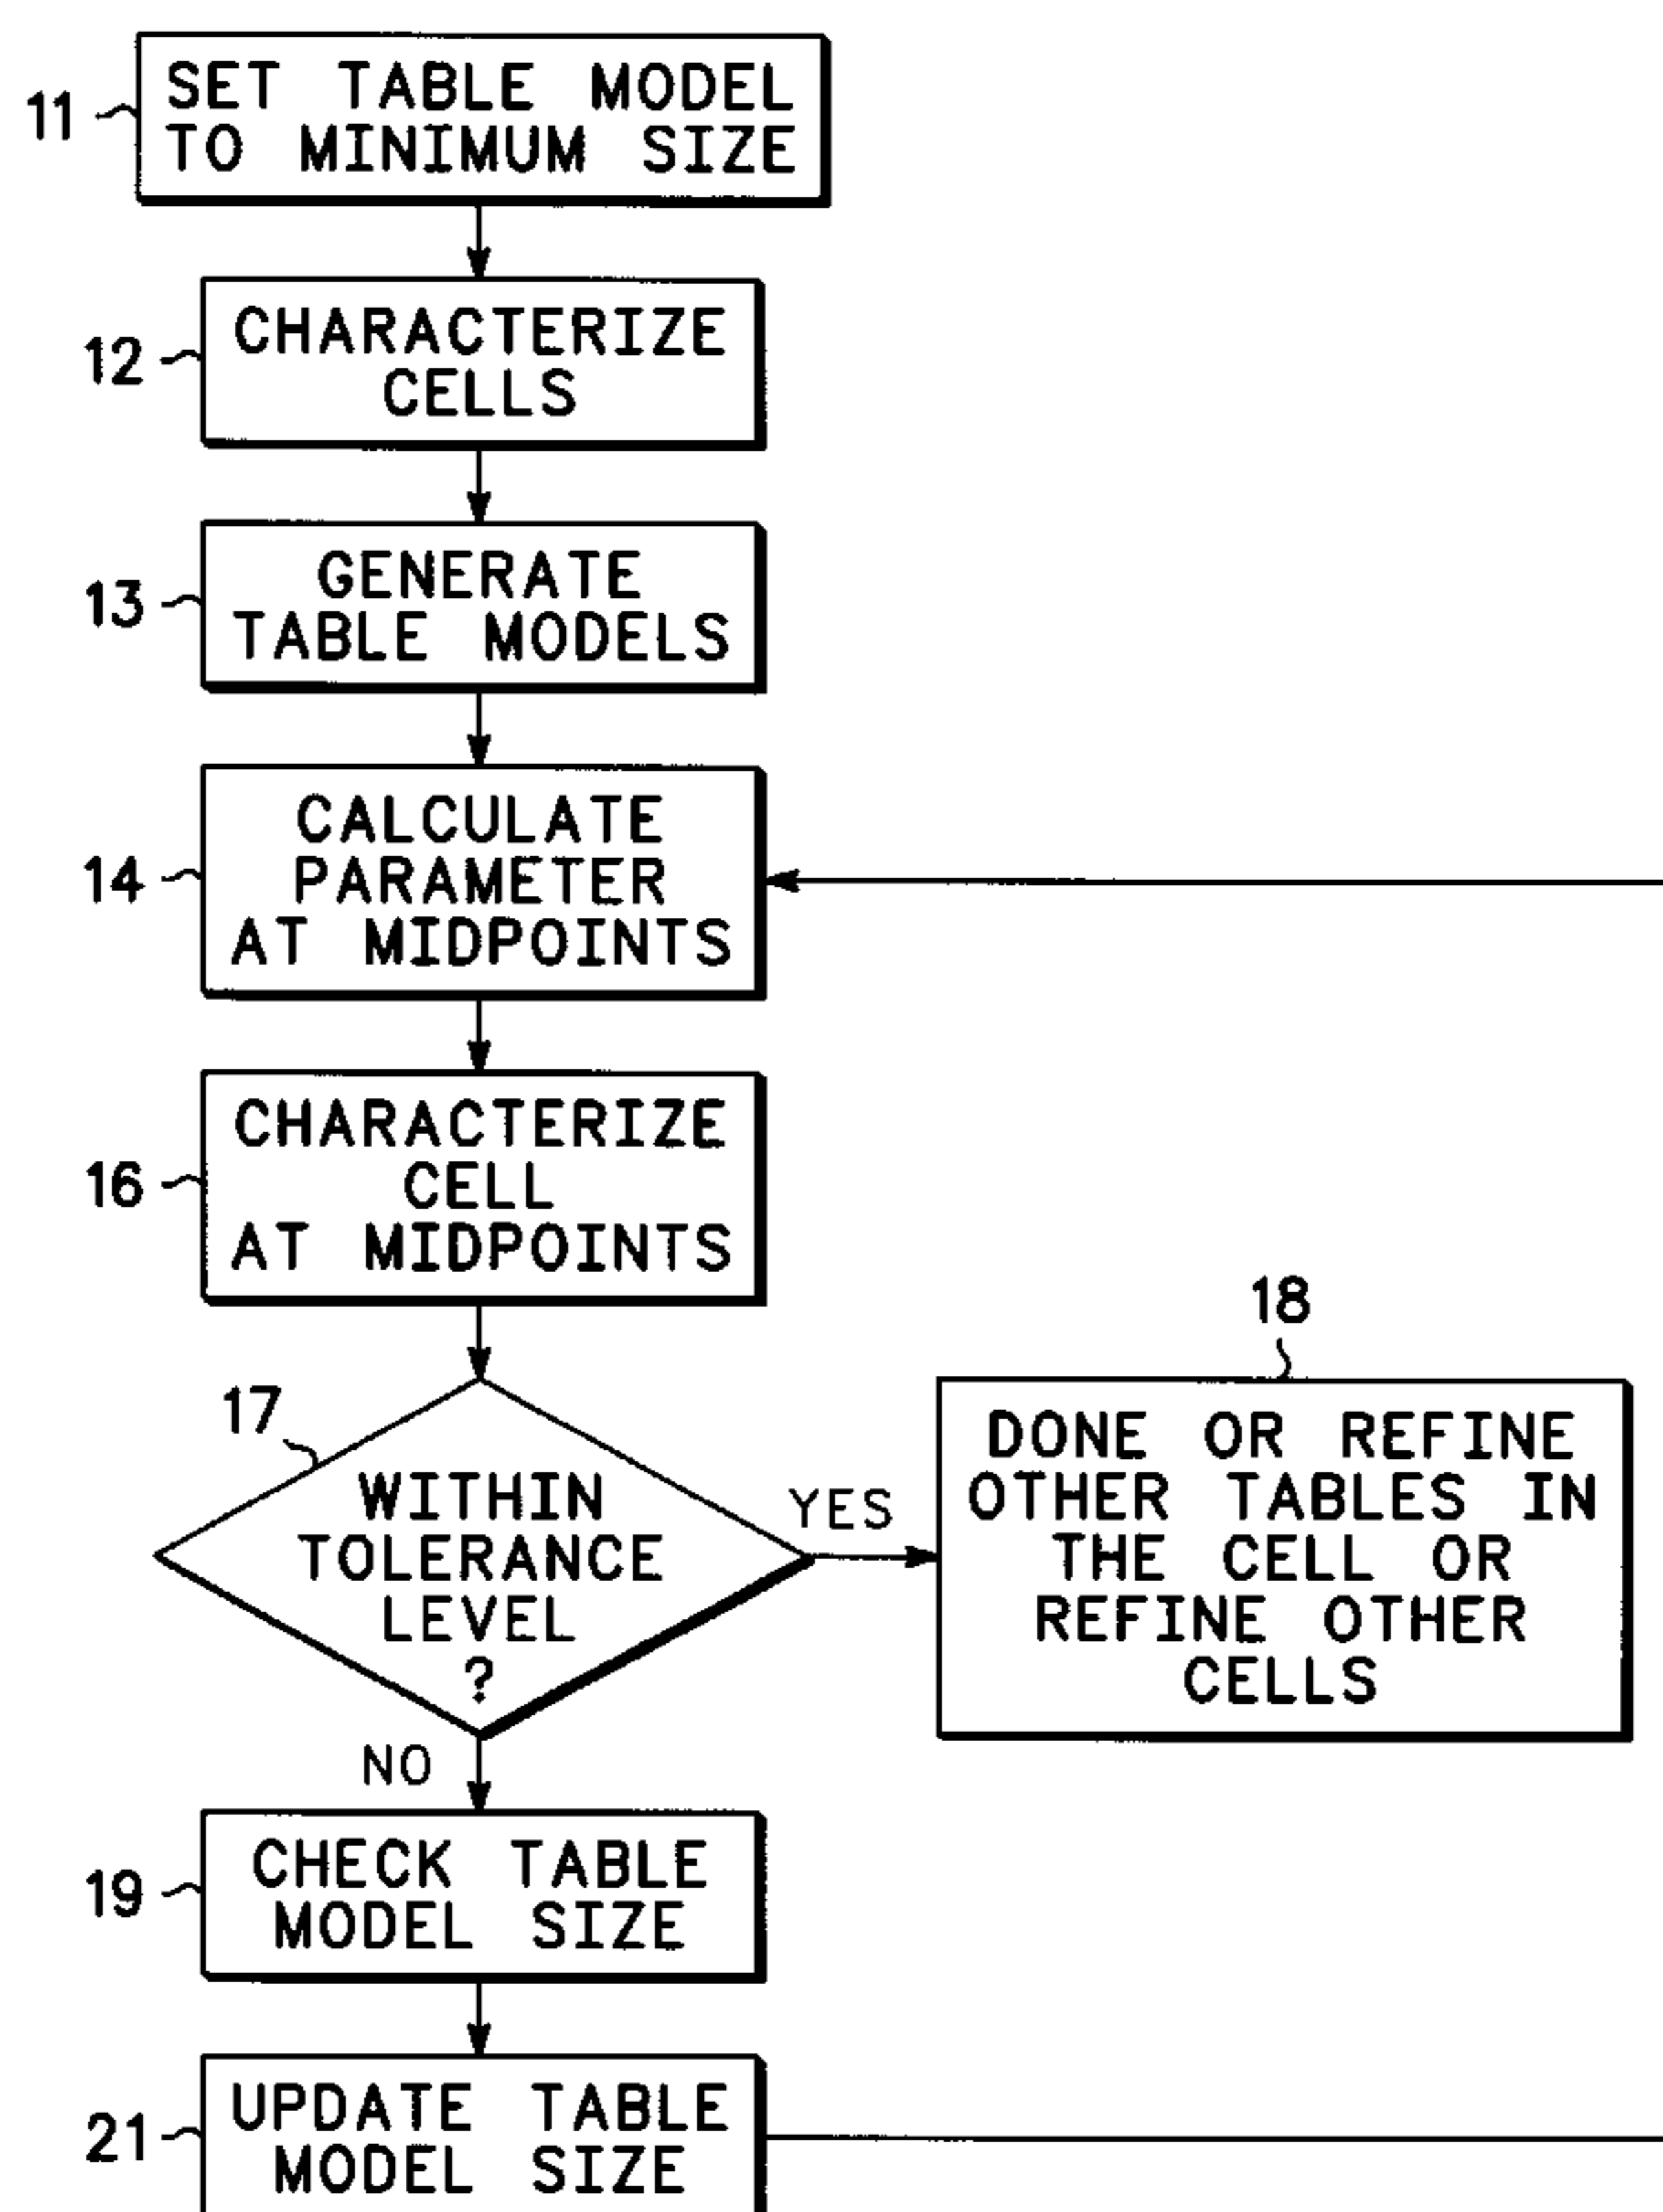 11
SET TABLE MODEL
TO MINIMUM SIZE
12
CHARACTERIZE
CELLS
13
GENERATE
TABLE MODELS
14
CALCULATE
PARAMETER
AT MIDPOINTS
16
CHARACTERIZE
CELL
AT MIDPOINTS
17
WITHIN
TOLERANCE
LEVEL
?
YES
18
DONE OR REFINE
OTHER TABLES IN
THE CELL OR
REFINE OTHER
CELLS
NO
19
CHECK TABLE
MODEL SIZE
21
UPDATE TABLE
MODEL SIZE